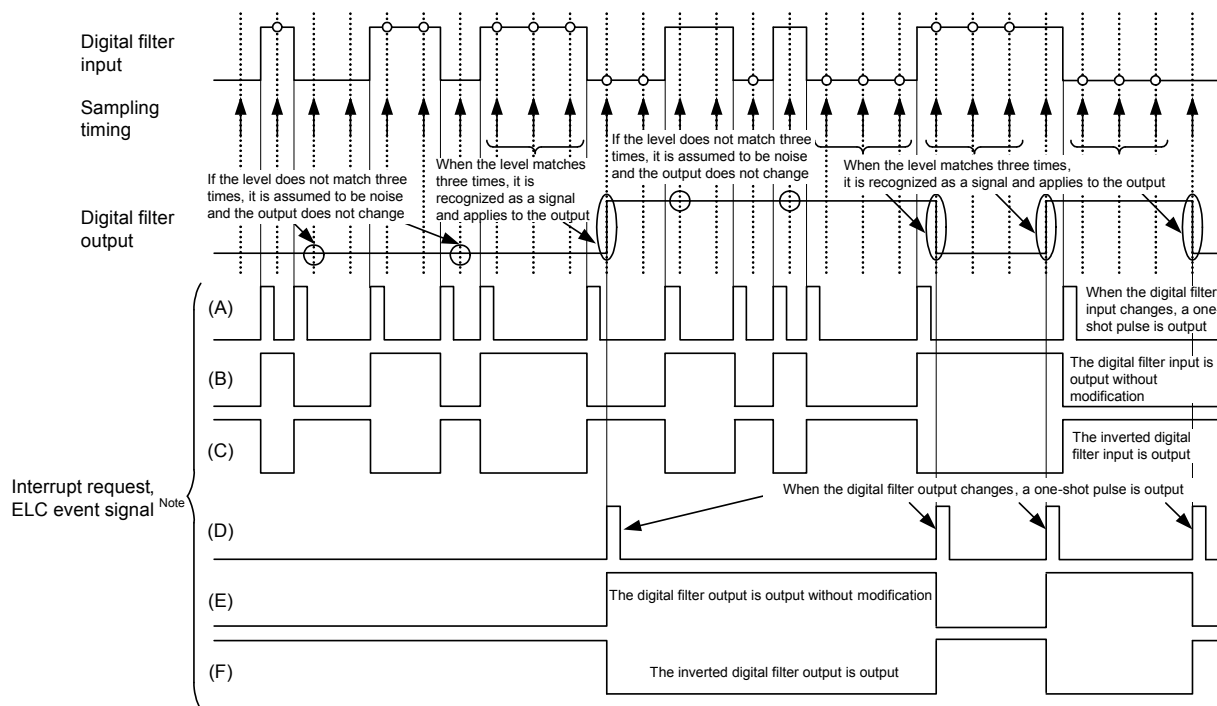 Digital filter
input
Sampling
timing
If the level does not match three
times, it is assumed to be noise
and the output does not change
When the level matches
three times, it is
recognized as a signal
and applies to the output
If the level does not match three
times, it is assumed to be noise
and the output does not change
When the level matches three times,
it is recognized as a signal and applies to the output
Digital filter
output
(A)
When the digital filter
input changes, a one-
shot pulse is output
(B)
The digital filter input is
output without
modification
(C)
The inverted digital
filter input is output
Interrupt request,
ELC event signal Note
When the digital filter output changes, a one-shot pulse is output
(D)
(E)
The digital filter output is output without modification
(F)
The inverted digital filter output is output